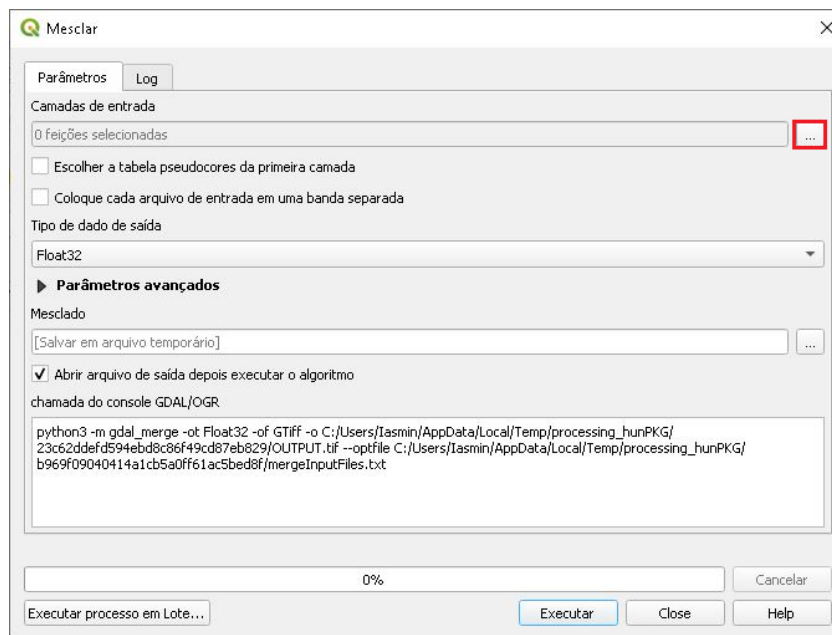 Mesclar
Parâmetros
Log
Camadas de entrada
0 feições selecionadas
...
Escolher a tabela pseudocores da primeira camada
Coloque cada arquivo de entrada em uma banda separada
Tipo de dado de saída
Float32
Parâmetros avançados
Mesclado
[Salvar em arquivo temporário]
...
Abrir arquivo de saída depois executar o algoritmo
chamada do console GDAL/OGR
python3 -m gdal_merge -ot Float32 -of GTiff -o C:/Users/Iasmin/AppData/Local/Temp/processing_hunPKG/
23c62ddefd594ebd8c86f49cd87eb829/OUTPUT.tif --optfile C:/Users/Iasmin/AppData/Local/Temp/processing_hunPKG/
b969f09040414a1cb5a0ff61ac5bed8f/mergeInputFiles.txt
0%
Cancelar
Executar processo em Lote...
Executar
Close
Help